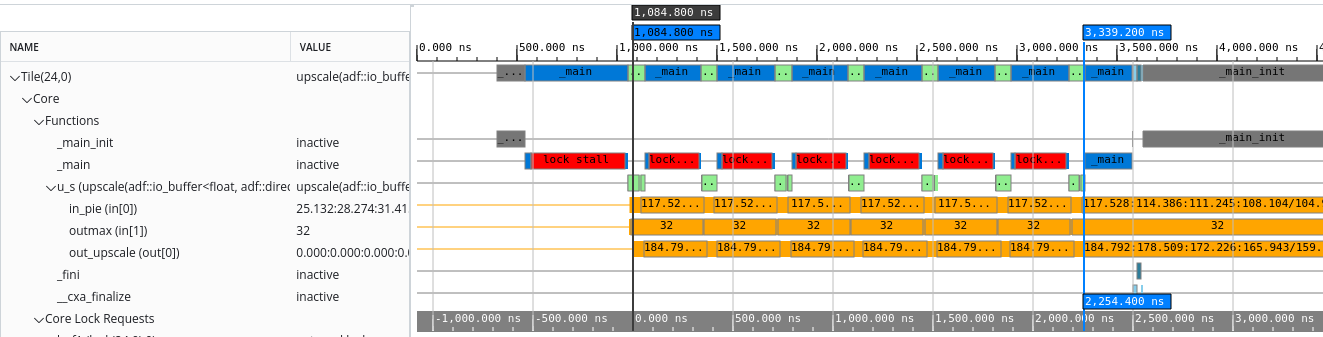 1,084.800 ns
1,084.800 ns 3,339.200 ns
NAME VALUE 0.000 ns 500.000 ns 1,000.000 ns 1,500.000 ns 2,000.000 ns 2,500.000 ns 3,000.000 ns 3,500.000 ns 4,000.000 ns
Tile(24,0) upscale(adf::io_buffe _... _main .. _main .. _main .. _main .. _main .. _main .. _main .. _main _main_init
Core
Functions
_main_init inactive _... _main_init
_main inactive lock stall lock... lock... lock... lock... lock... lock... _main
u_s (upscale(adf::io_buffer<float, adf::direc upscale(adf::io_buffe . .. . .. . .. .
in_pie (in[0]) 25.132:28.274:31.41 117.52... 117.52... 117.5... 117.52... 117.5... 117.52... 117.528:114.386:111.245:108.104/104.
outmax (in[1]) 32 32 32 32 32 32 32 32
out_upscale (out[0]) 0.000:0.000:0.000:0.0 184.79... 184.79... 184.79... 184.79... 184.79... 184.79... 184.792:178.509:172.226:165.943/159.
_fini inactive
__cxa_finalize inactive 2,254.400 ns
Core Lock Requests -1,000.000 ns -500.000 ns 0.000 ns 500.000 ns 1,000.000 ns 1,500.000 ns 2,000. ns 2,500.000 ns 3,000.000 ns